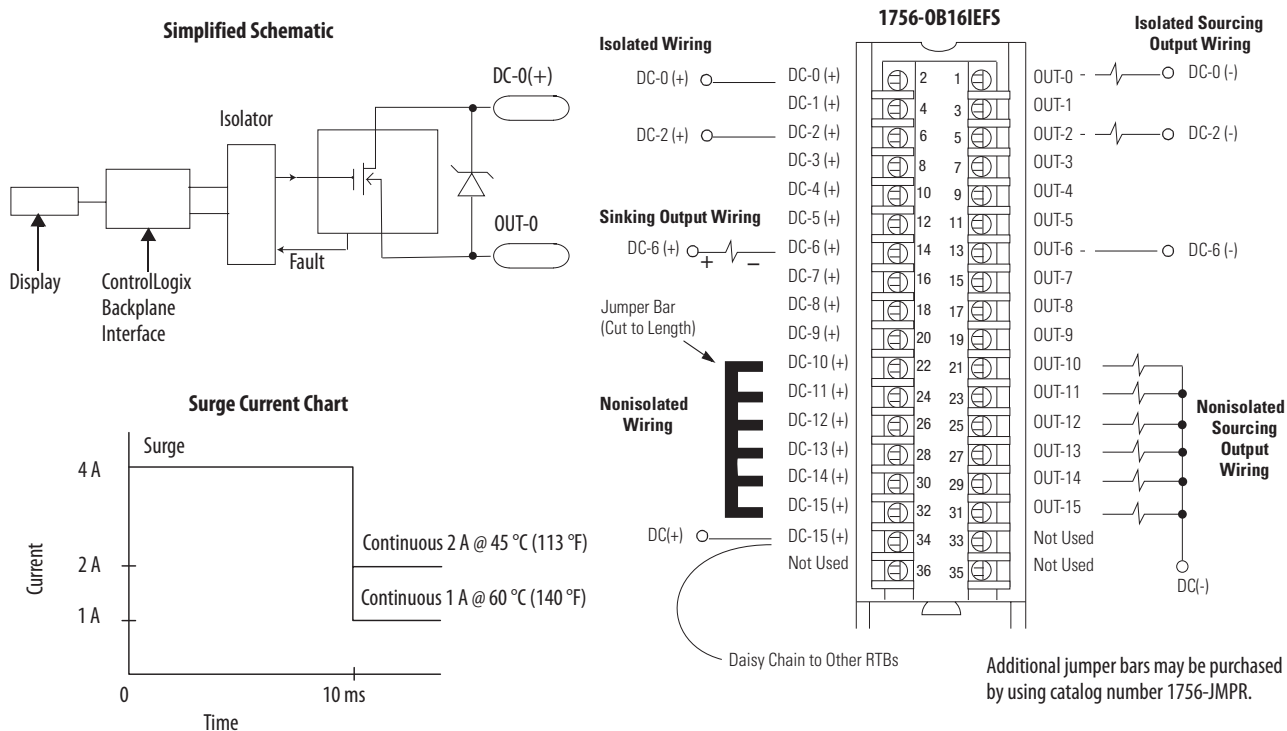 Simplified Schematic
DC-0(+)
Isolator
OUT-0
Fault
Display
ControlLogix
Backplane
Interface
Surge Current Chart
Surge
4 A
2 A
1 A
Current
Continuous 2 A @ 45 °C (113 °F)
Continuous 1 A @ 60 °C (140 °F)
0
10 ms
Time
1756-OB16IEFS
Isolated Wiring
Isolated Sourcing
Output Wiring
DC-0 (+) DC-0 (+) 2 1 OUT-0 DC-0 (-)
DC-1 (+) 4 3 OUT-1
DC-2 (+) DC-2 (+) 6 5 OUT-2 DC-2 (-)
DC-3 (+) 8 7 OUT-3
DC-4 (+) 10 9 OUT-4
Sinking Output Wiring
DC-5 (+) 12 11 OUT-5
DC-6 (+) + – DC-6 (+) 14 13 OUT-6 DC-6 (-)
DC-7 (+) 16 15 OUT-7
Jumper Bar
(Cut to Length)
DC-8 (+) 18 17 OUT-8
DC-9 (+) 20 19 OUT-9
DC-10 (+) 22 21 OUT-10
DC-11 (+) 24 23 OUT-11
Nonisolated
Wiring
DC-12 (+) 26 25 OUT-12
DC-13 (+) 28 27 OUT-13
DC-14 (+) 30 29 OUT-14
DC-15 (+) 32 31 OUT-15
Nonisolated
Sourcing
Output
Wiring
DC(+) DC-15 (+) 34 33 Not Used
Not Used 36 35 Not Used
DC(-)
Daisy Chain to Other RTBs
Additional jumper bars may be purchased
by using catalog number 1756-JMPR.